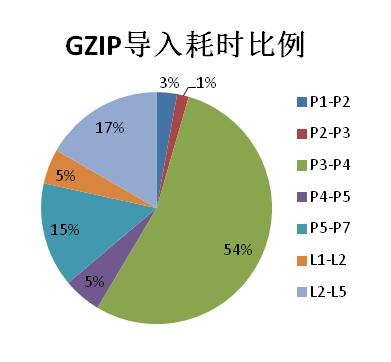 GZIP导入耗时比例
3%
1%
P1-P2
P2-P3
P3-P4
P4-P5
P5-P7
L1-L2
L2-L5
17%
5%
15%
5%
54%